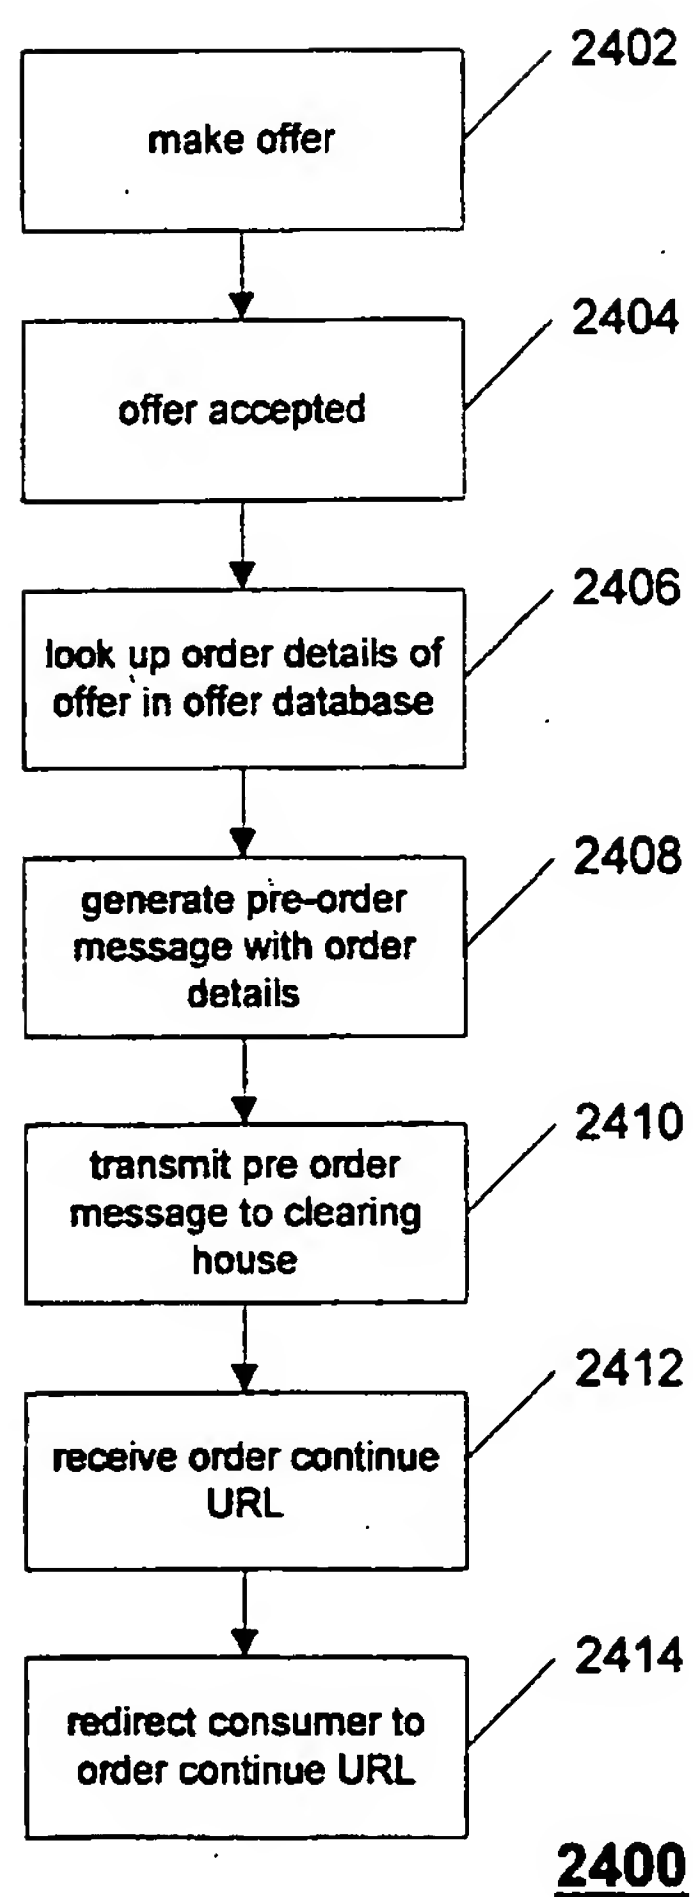 2402
make offer
2404
offer accepted
2406
look up order details of
offer in offer database
2408
generate pre-order
message with order
details
2410
transmit pre order
message to clearing
house
2412
receive order continue
URL
2414
redirect consumer to
order continue URL
2400